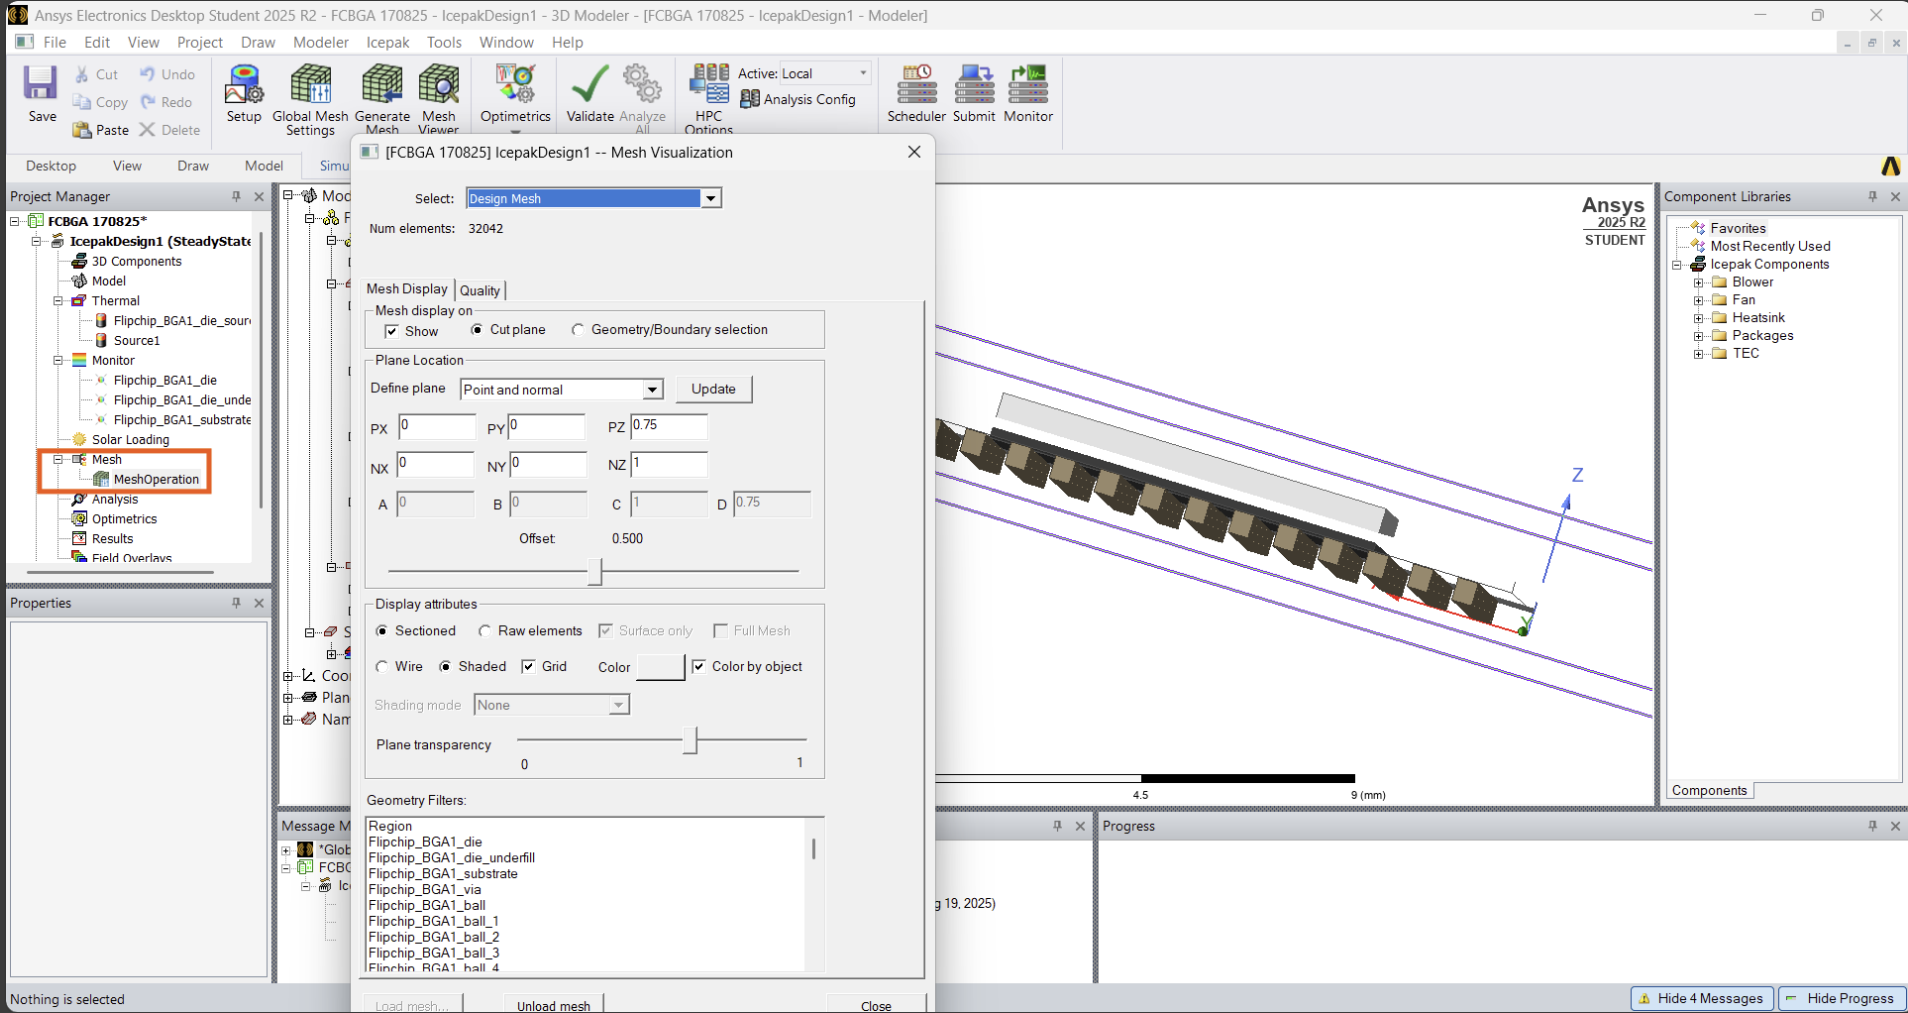 Ansys Electronics Desktop Student 2025 R2 - FCBGA 170825 - IcepakDesign1 - 3D Modeler - [FCBGA 170825 - IcepakDesign1 - Modeler]
File Edit View Project Draw Modeler Icepak Tools Window Help
Save
Cut
Copy
Paste
Undo
Redo
Delete
Setup
Global Mesh Settings
Generate Mesh
Mesh Viewer
Optimetrics
Validate
Analyze All
HPC Options
Active: Local
Analysis Config
Scheduler
Submit
Monitor
Desktop View Draw Model Simu
Project Manager
FCBGA 170825*
IcepakDesign1 (SteadyState
3D Components
Model
Thermal
Flipchip_BGA1_die_sour
Source1
Monitor
Flipchip_BGA1_die
Flipchip_BGA1_die_unde
Flipchip_BGA1_substrate
Solar Loading
Mesh
MeshOperation
Analysis
Optimetrics
Results
Field Overlays
Properties
Mod
F
S
Coor
Plan
Nam
[FCBGA 170825] IcepakDesign1 -- Mesh Visualization
Select: Design Mesh
Num elements: 32042
Mesh Display Quality
Mesh display on
Show Cut plane Geometry/Boundary selection
Plane Location
Define plane Point and normal Update
PX 0 PY 0 PZ 0.75
NX 0 NY 0 NZ 1
A 0 B 0 C 1 D 0.75
Offset: 0.500
Display attributes
Sectioned Raw elements Surface only Full Mesh
Wire Shaded Grid Color Color by object
Shading mode None
Plane transparency
0 1
Geometry Filters:
Region
Flipchip_BGA1_die
Flipchip_BGA1_die_underfill
Flipchip_BGA1_substrate
Flipchip_BGA1_via
Flipchip_BGA1_ball
Flipchip_BGA1_ball_1
Flipchip_BGA1_ball_2
Flipchip_BGA1_ball_3
Flipchip_BGA1_ball_4
Load mesh... Unload mesh Close
Ansys
2025 R2
STUDENT
Z
Y
4.5 9 (mm)
Component Libraries
Favorites
Most Recently Used
Icepak Components
Blower
Fan
Heatsink
Packages
TEC
Components
Message M
*Glob
FCBG
Ice
g 19, 2025)
Progress
Nothing is selected
Hide 4 Messages
Hide Progress